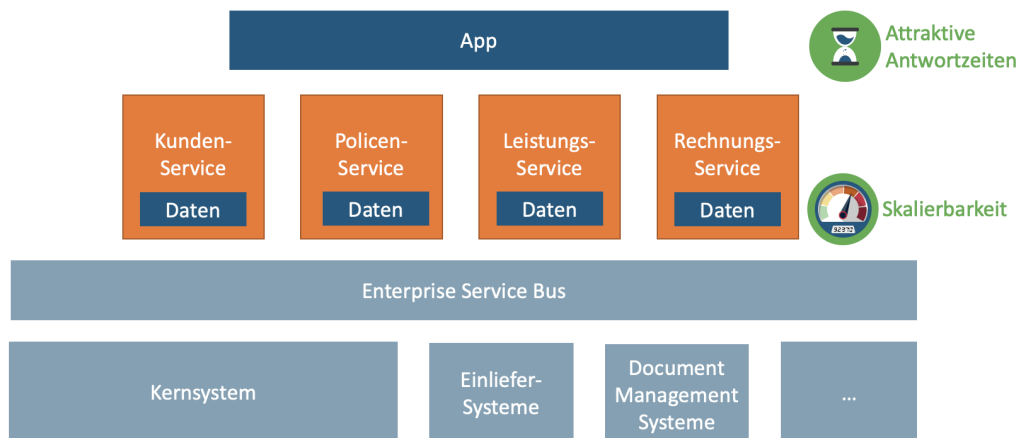 App
Attraktive
Antwortzeiten
Kunden-
Service
Daten
Policen-
Service
Daten
Leistungs-
Service
Daten
Rechnungs-
Service
Daten
92370
Skalierbarkeit
Enterprise Service Bus
Kernsystem
Einliefer-
Systeme
Document
Management
Systeme
...